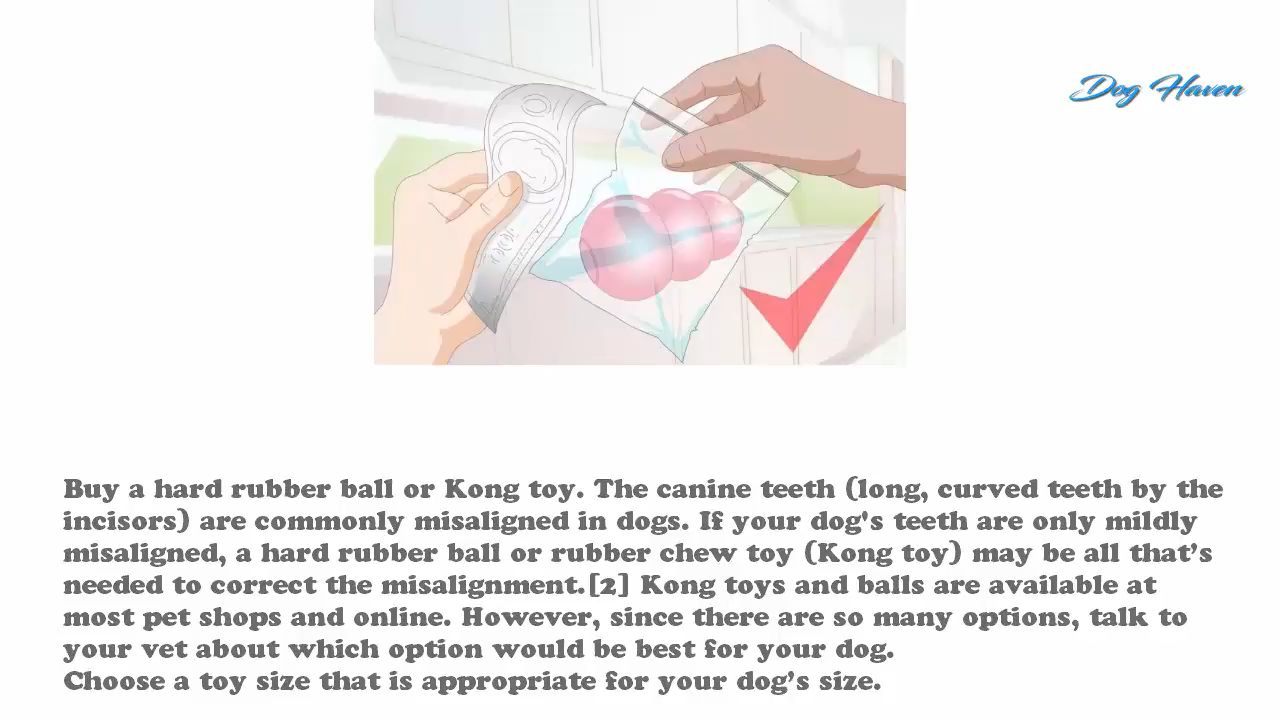 Dog Haven
Buy a hard rubber ball or Kong toy. The canine teeth (long, curved teeth by the
incisors) are commonly misaligned in dogs. If your dog's teeth are only mildly
misaligned, a hard rubber ball or rubber chew toy (Kong toy) may be all that’s
needed to correct the misalignment.[2] Kong toys and balls are available at
most pet shops and online. However, since there are so many options, talk to
your vet about which option would be best for your dog.
Choose a toy size that is appropriate for your dog’s size.